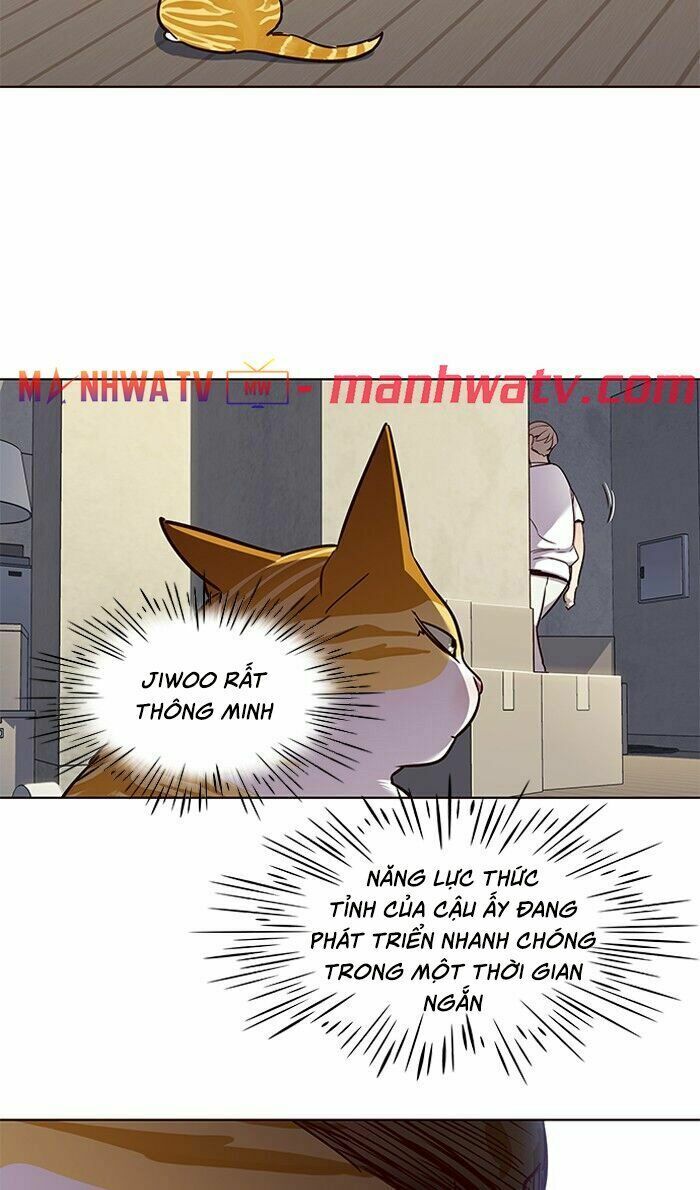 MANHWA TV MW - manhwatv.com
JIWOO RẤT
THÔNG MINH
NĂNG LỰC THỨC
TỈNH CỦA CẬU ẤY ĐANG
PHÁT TRIỂN NHANH CHÓNG
TRONG MỘT THỜI GIAN
NGẮN